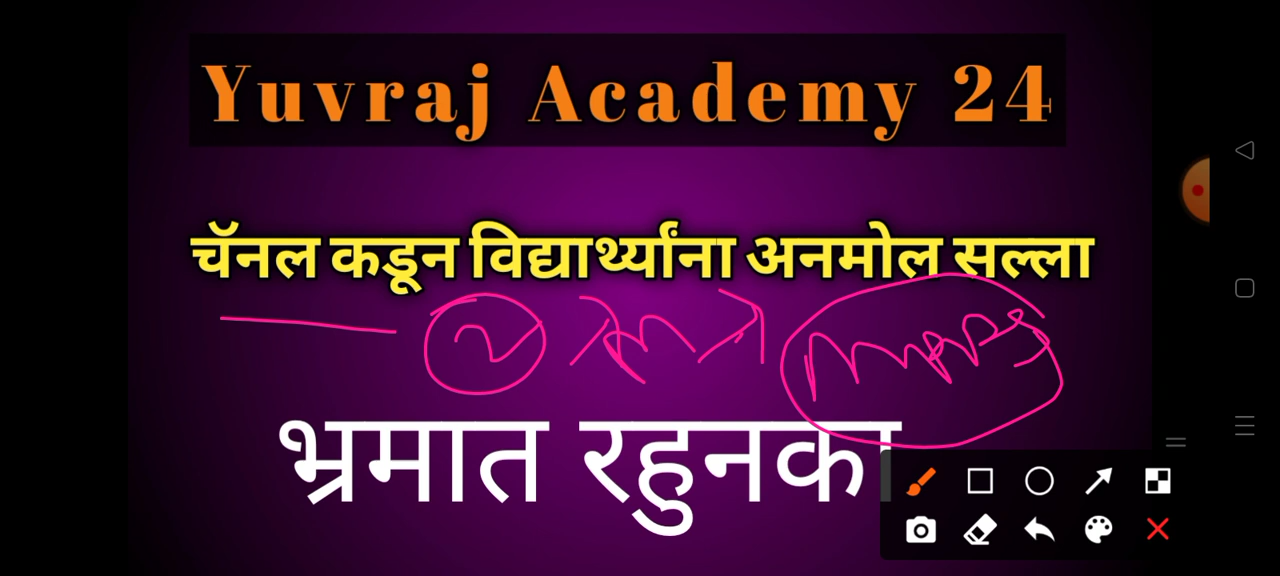 Yuvraj Academy 24
चॅनल कडून विद्यार्थ्यांना अनमोल सल्ला
भ्रमात रहुनका